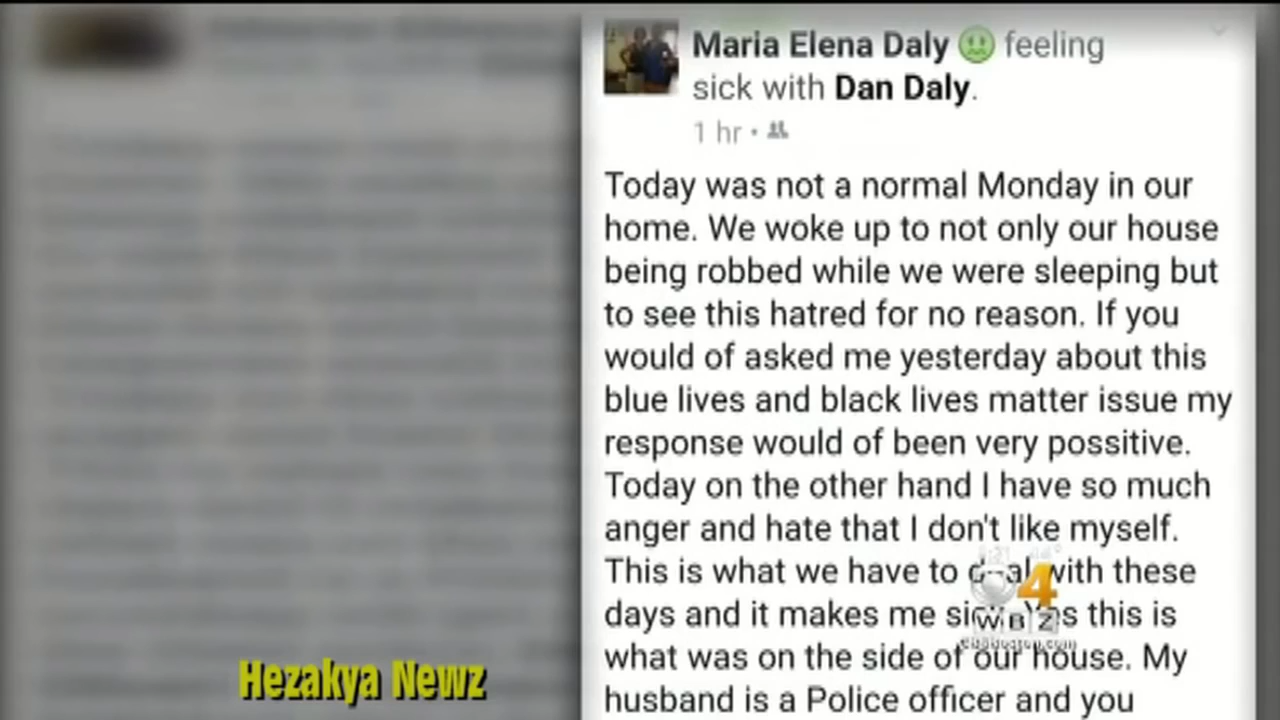 Maria Elena Daly feeling
sick with Dan Daly.
1 hr •
Today was not a normal Monday in our
home. We woke up to not only our house
being robbed while we were sleeping but
to see this hatred for no reason. If you
would of asked me yesterday about this
blue lives and black lives matter issue my
response would of been very possitive.
Today on the other hand I have so much
anger and hate that I don't like myself.
This is what we have to deal with these
days and it makes me sick. Yes this is
what was on the side of our house. My
husband is a Police officer and you
4
WBZ
Hezakya Newz